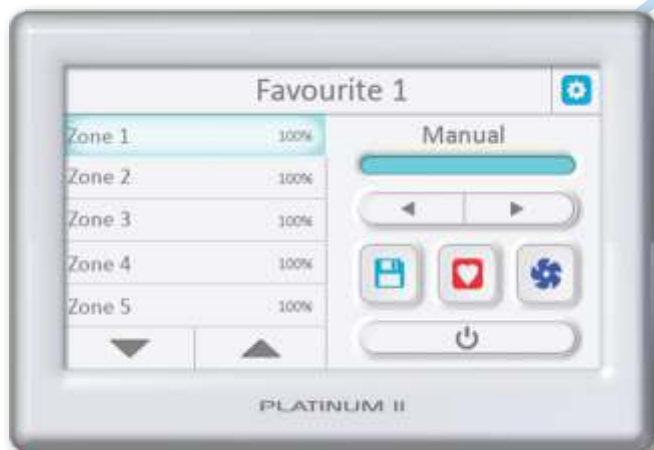 Favourite 1
Zone 1 100%
Manual
Zone 2 100%
Zone 3 100%
Zone 4 100%
Zone 5 100%
PLATINUM II